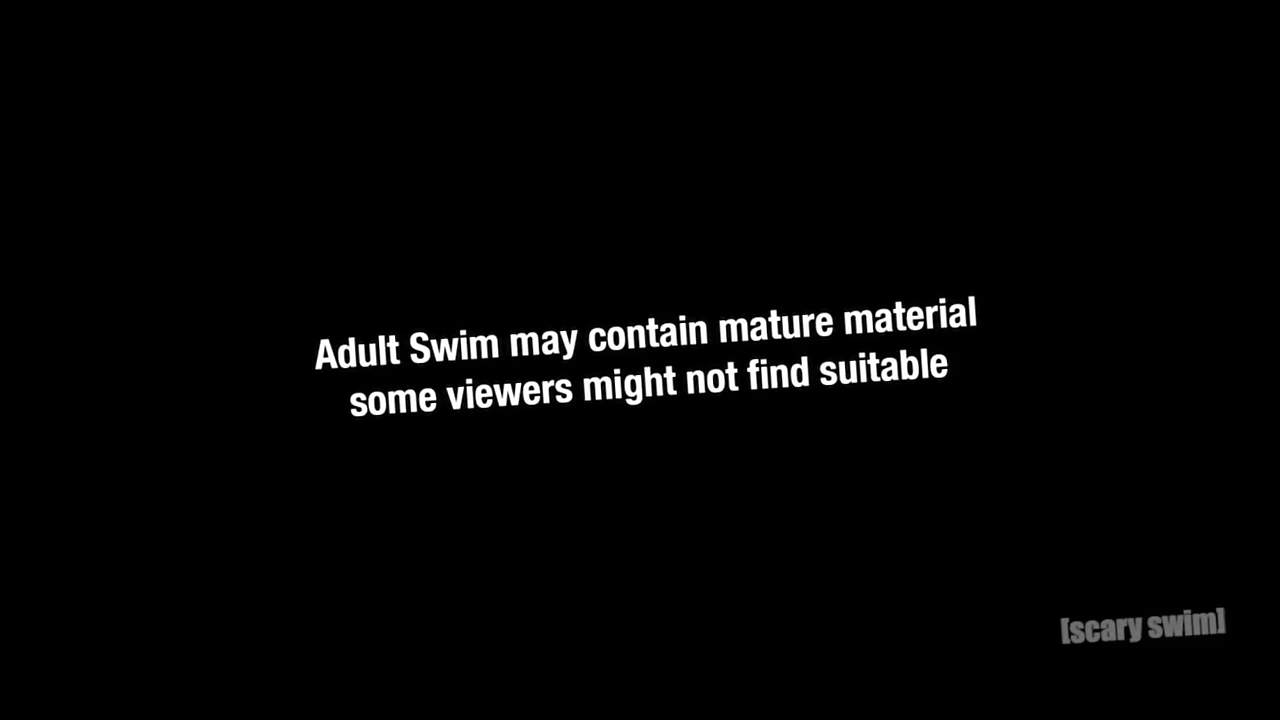 Adult Swim may contain mature material
some viewers might not find suitable
[scary swim]